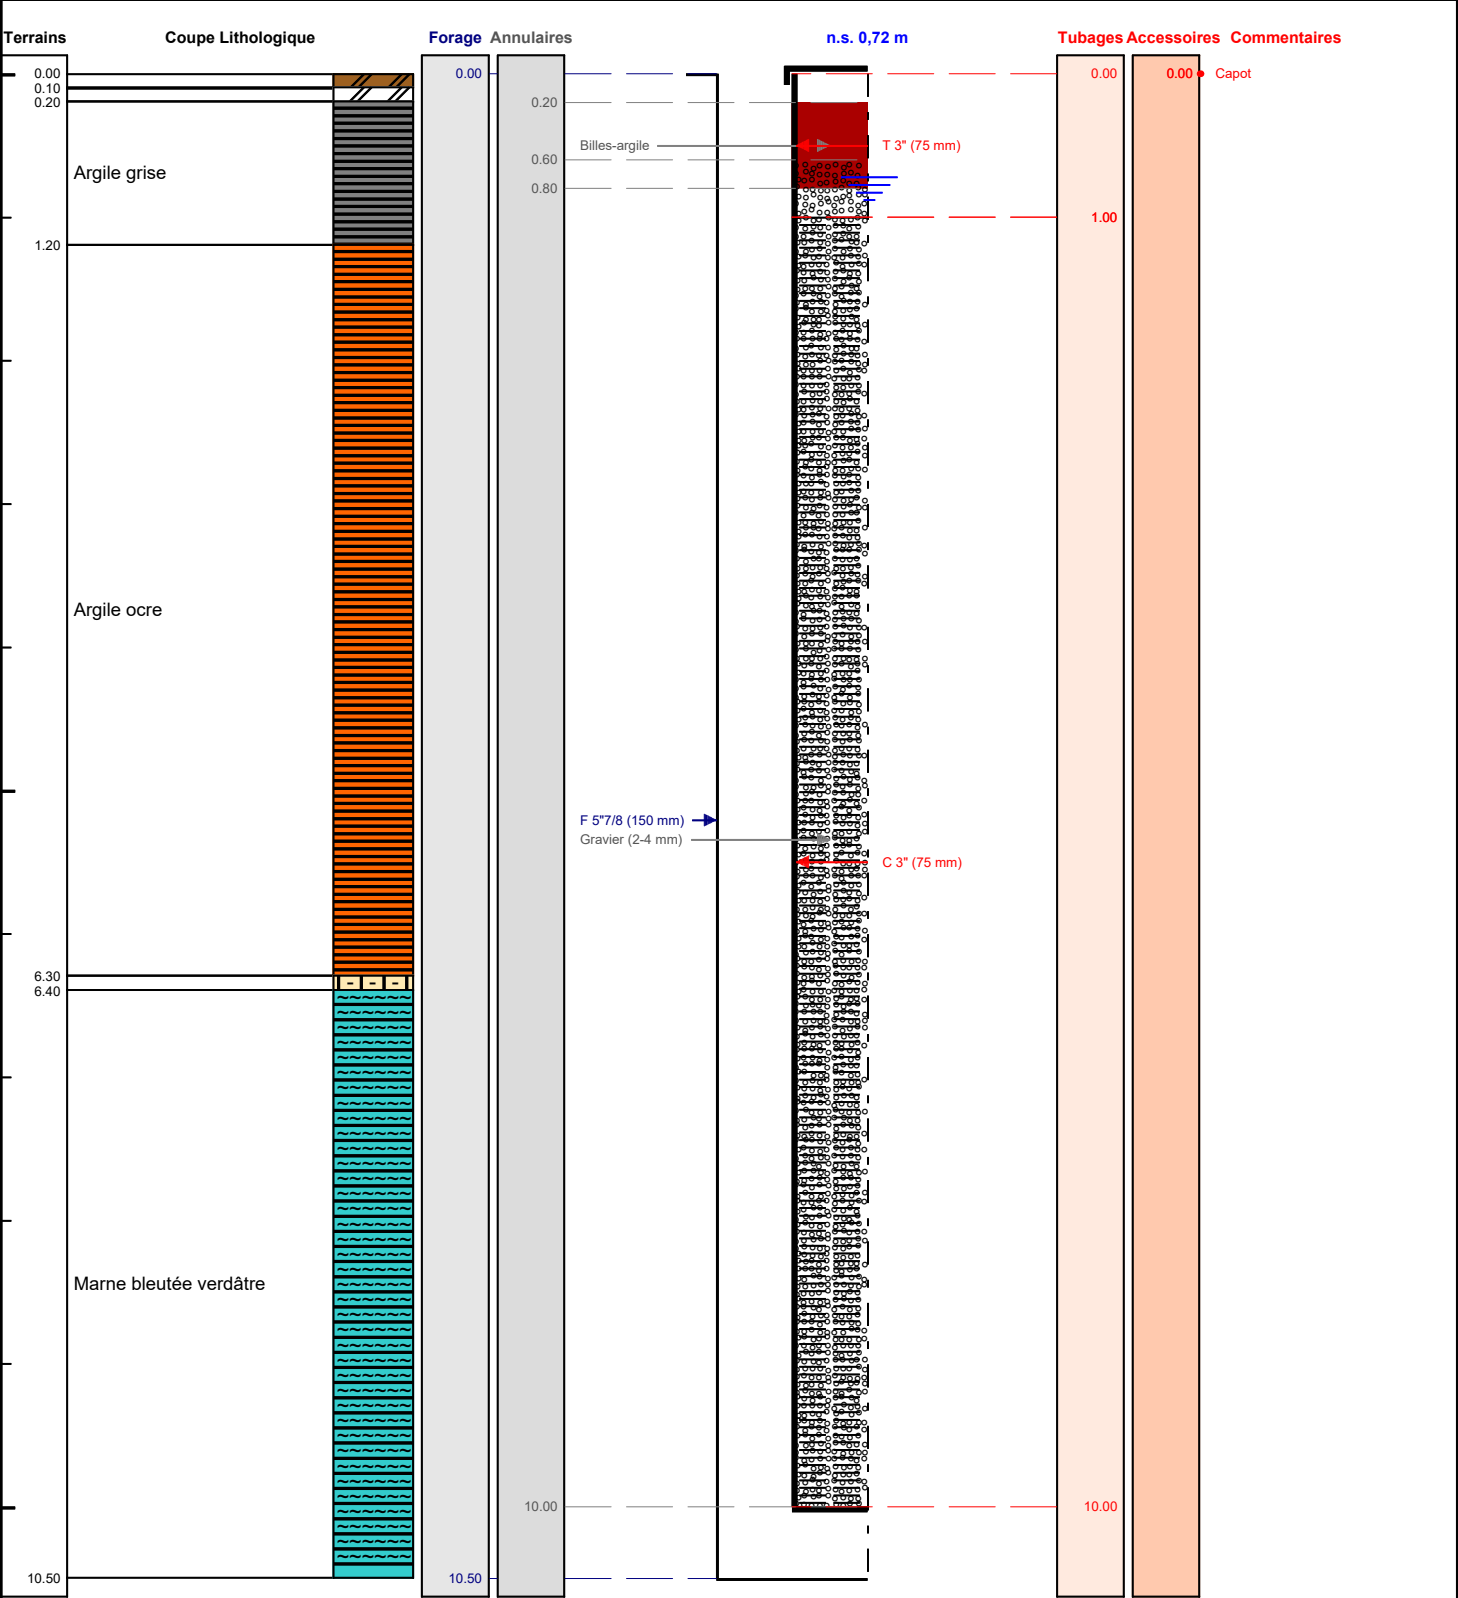 Terrains Coupe Lithologique Forage Annulaires n.s. 0,72 m Tubages Accessoires Commentaires
0.00 0.00 0.00 0.00 Capot
0.10
0.20 0.20
Billes-argile T 3" (75 mm)
0.60
Argile grise
0.80
1.00
1.20
Argile ocre
F 5"7/8 (150 mm)
Gravier (2-4 mm)
C 3" (75 mm)
6.30
6.40
Marne bleutée verdâtre
10.00 10.00
10.50 10.50